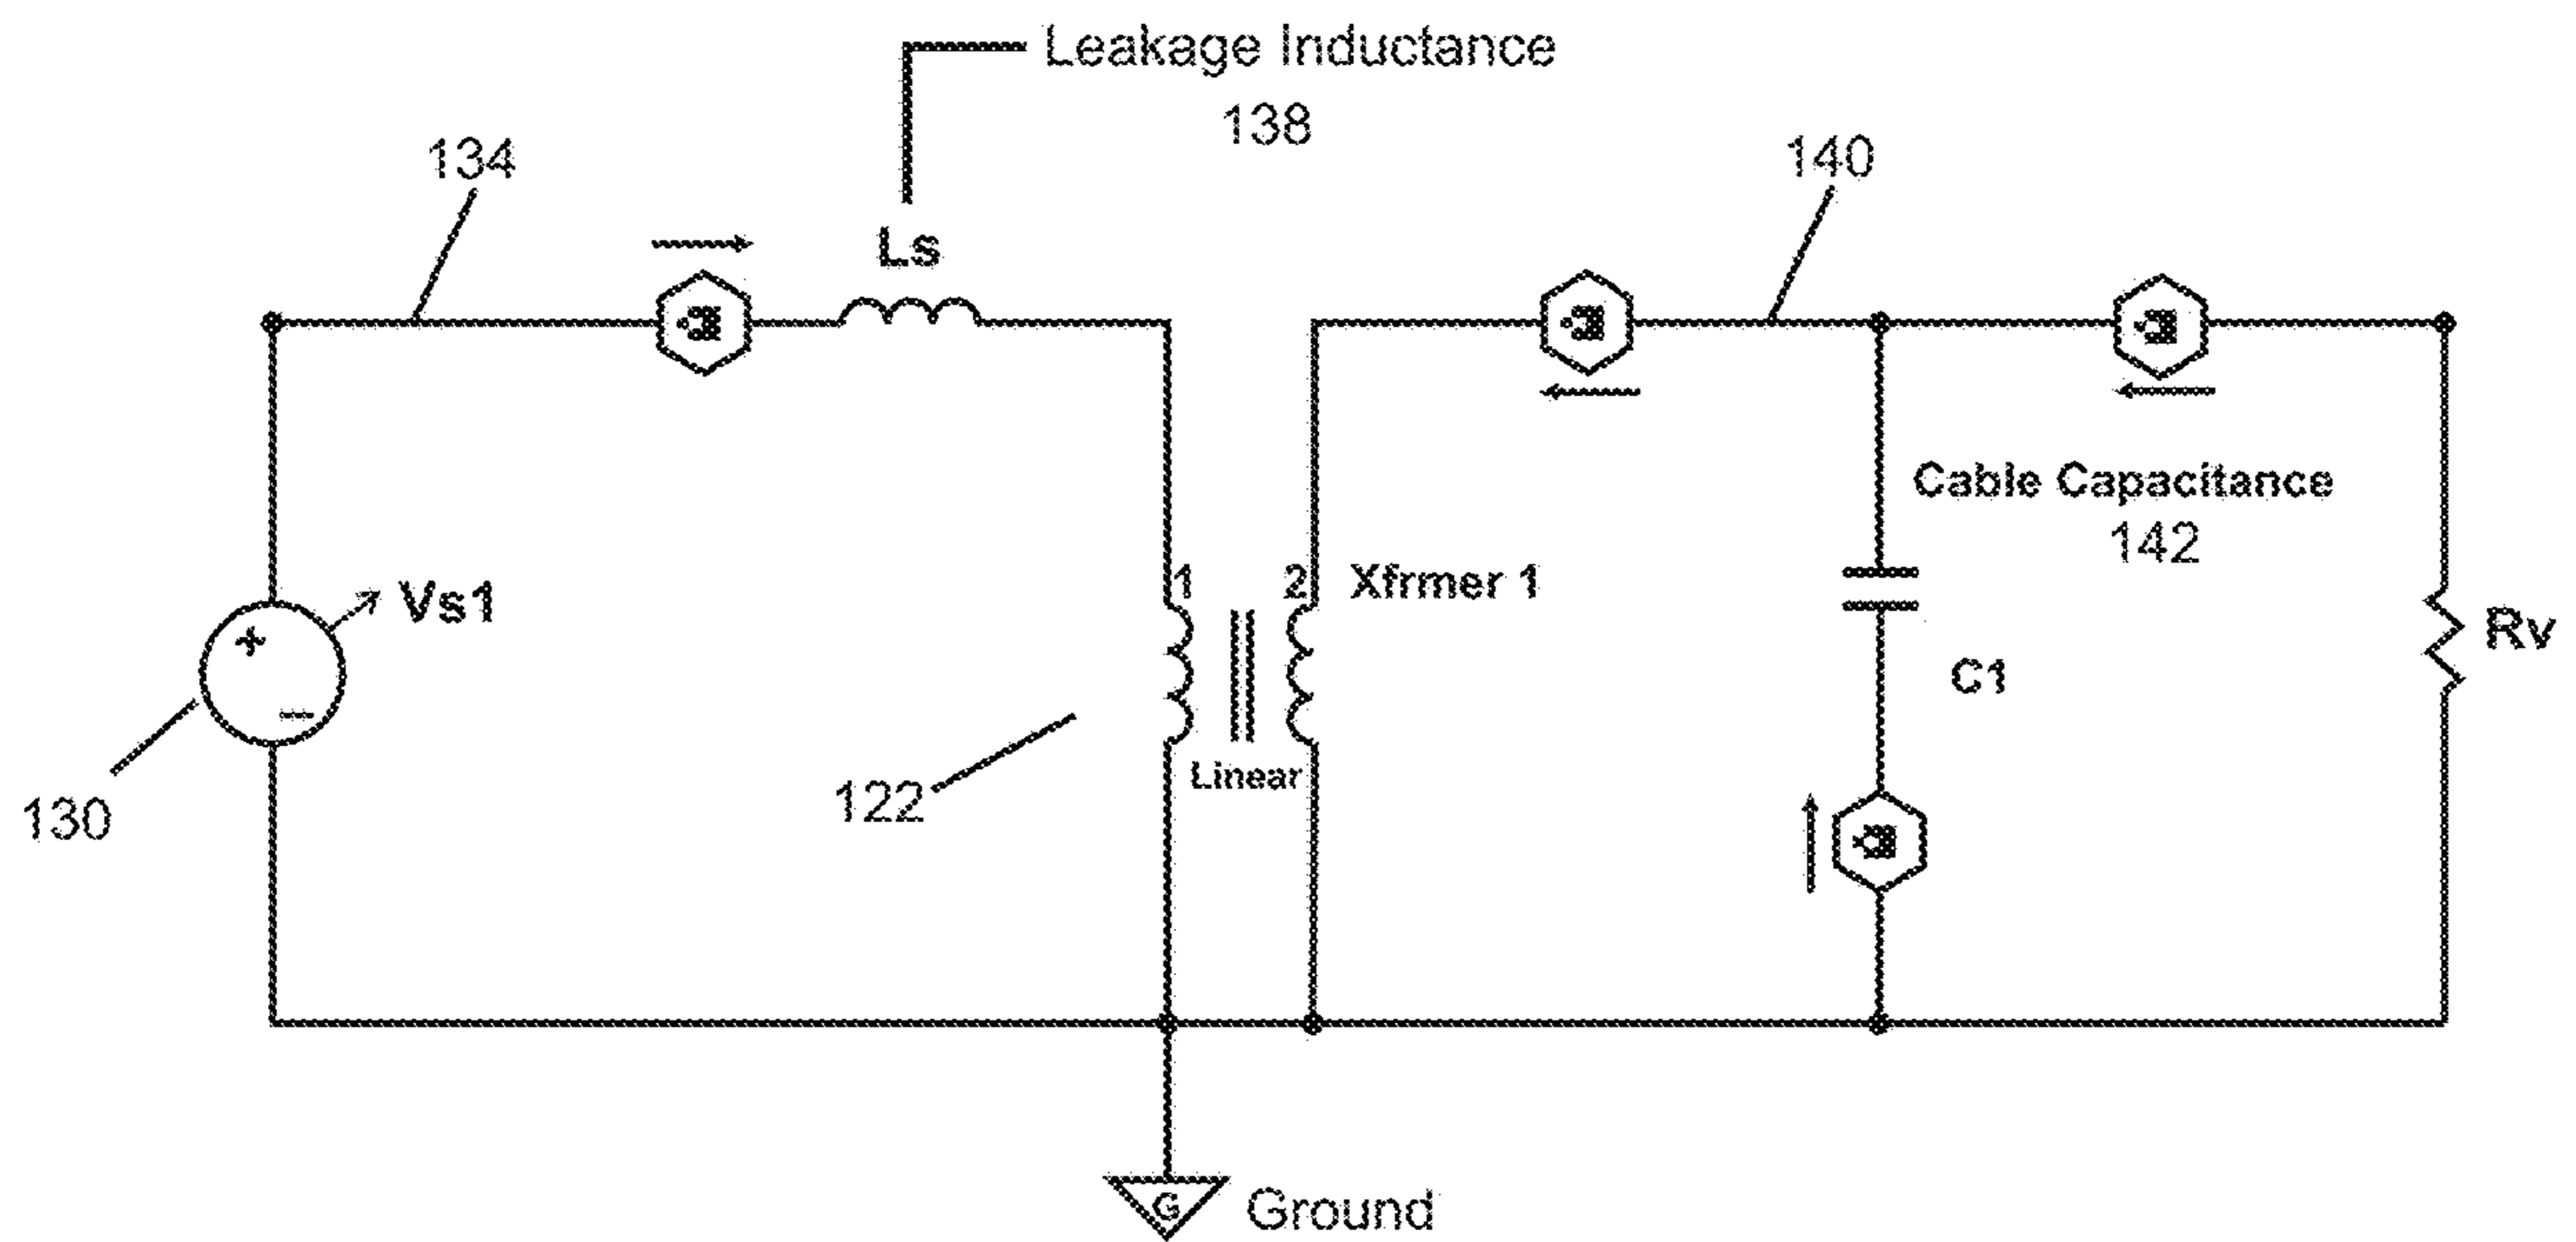 Leakage Inductance
138
134
140
Ls
Cable Capacitance
142
1
2
Xfrmer 1
Vs1
+
Rv
C1
Linear
122
130
G
Ground